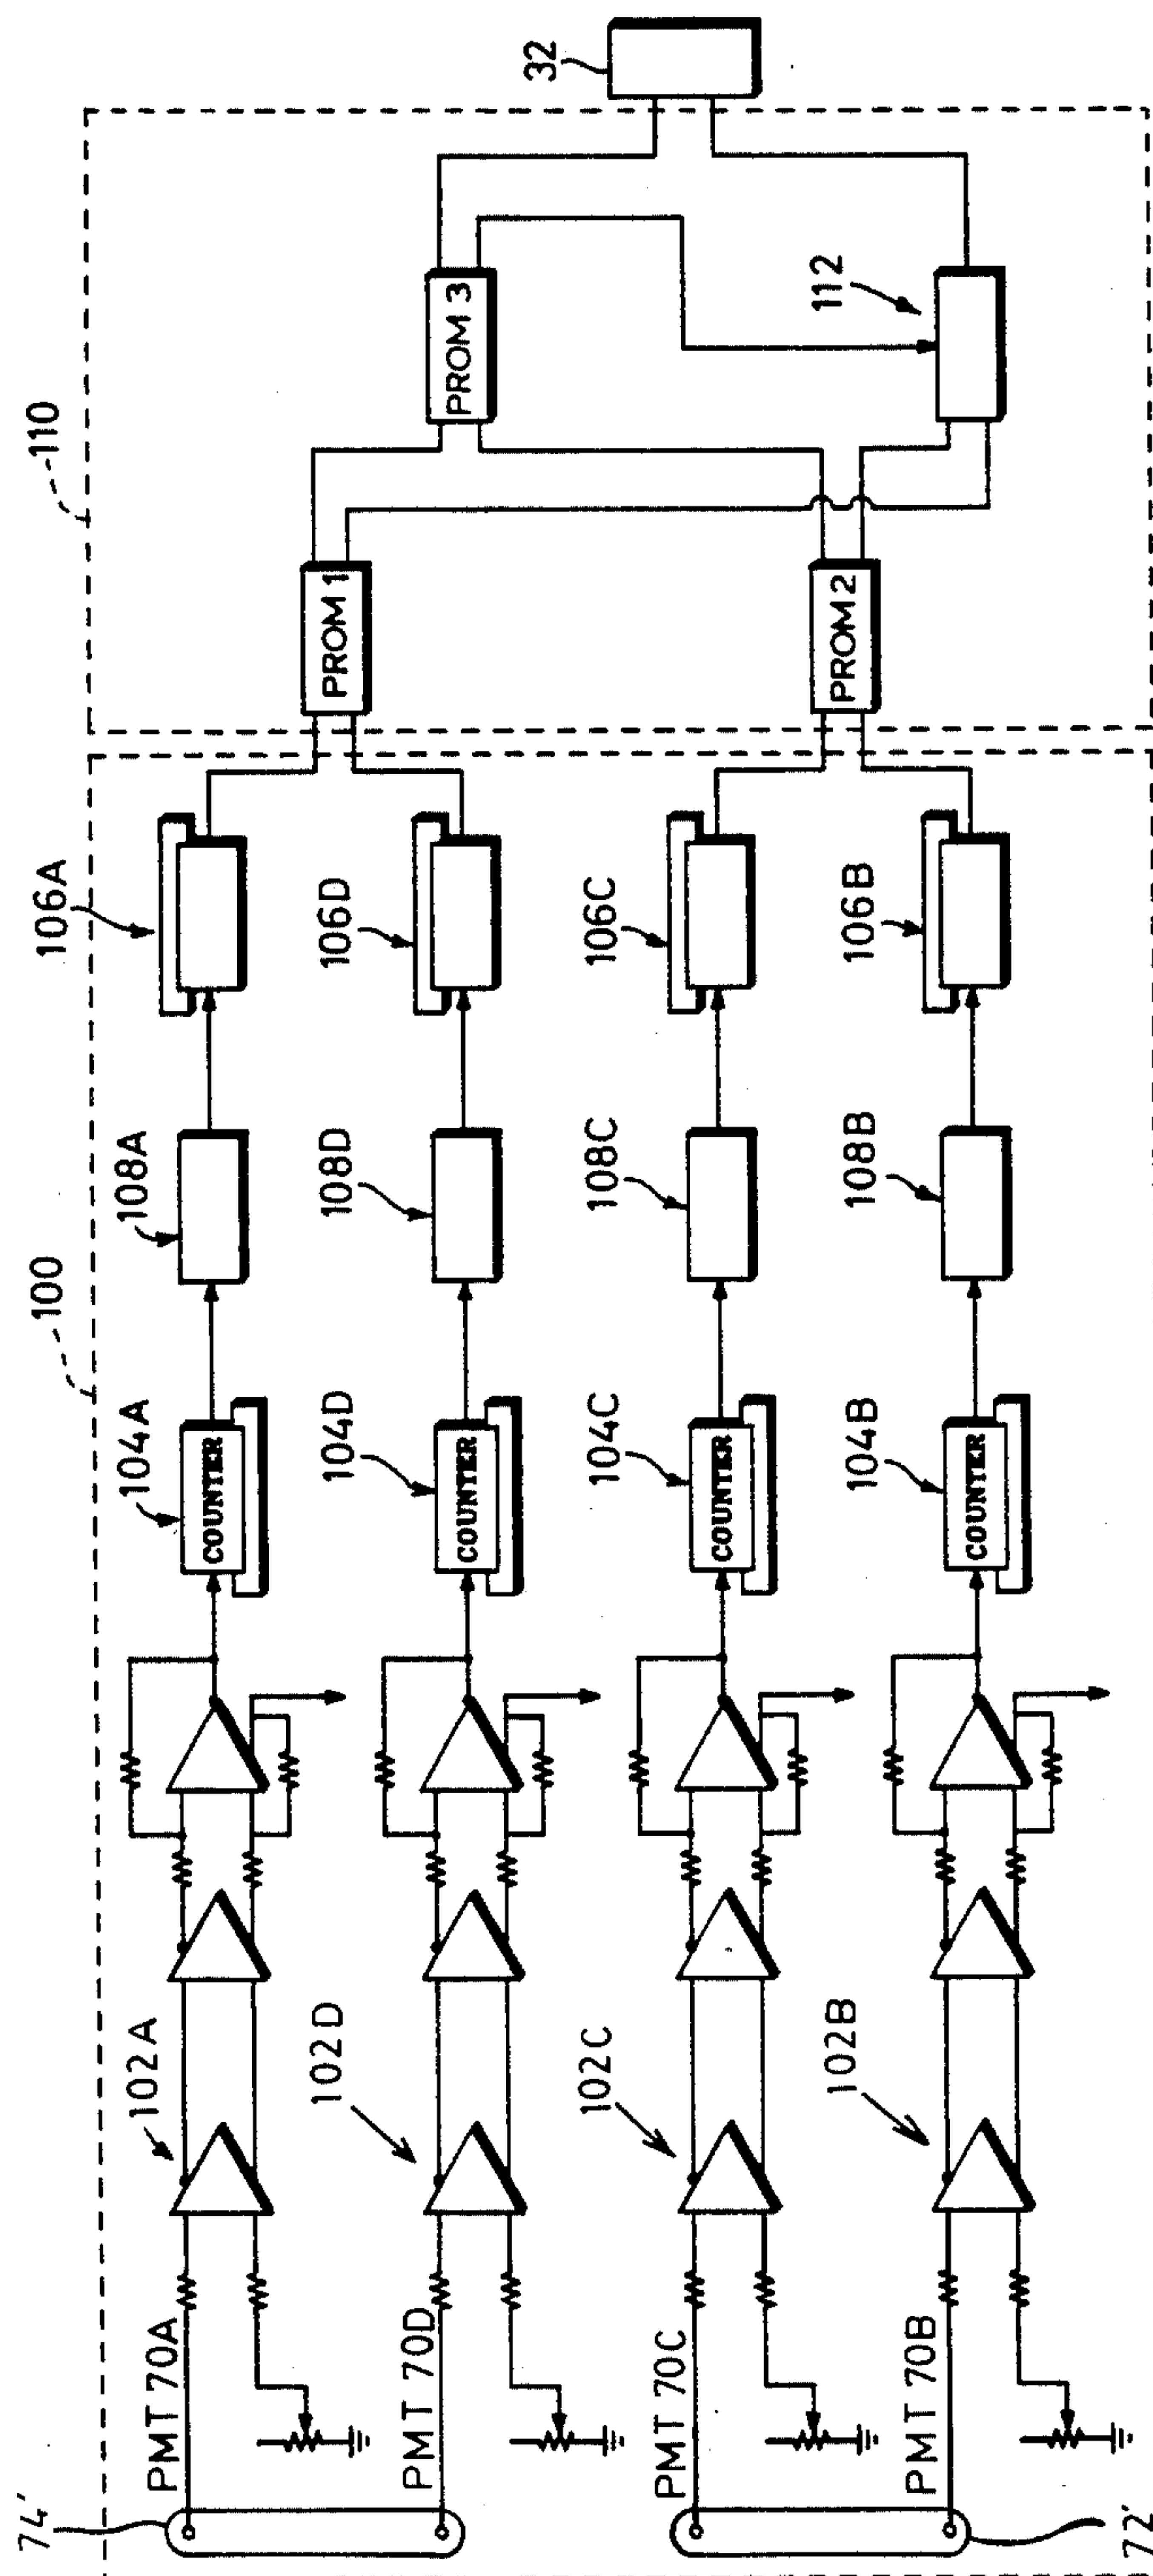 74'
PMT 70A
102A
104A
COUNTER
108A
106A
100
110
PROM 1
PMT 70D
102D
104D
COUNTER
108D
106D
PROM 3
32
PMT 70C
102C
104C
COUNTER
108C
106C
PROM 2
112
PMT 70B
102B
104B
COUNTER
108B
106B
72'